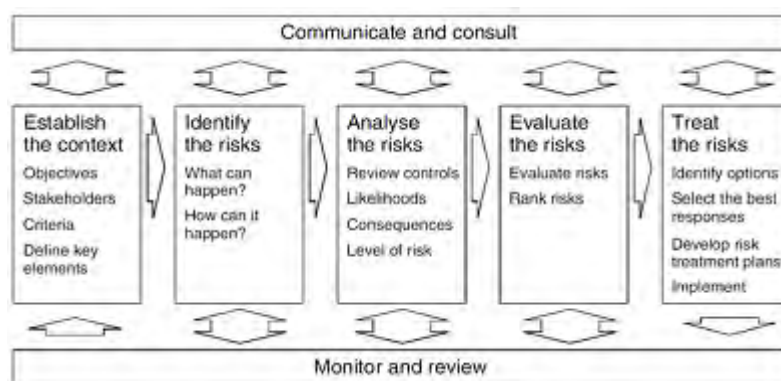 Communicate and consult
Establish
the context
Objectives
Stakeholders
Criteria
Define key
elements
Identify
the risks
What can
happen?
How can it
happen?
Analyse
the risks
Review controls
Likelihoods
Consequences
Level of risk
Evaluate
the risks
Evaluate risks
Rank risks
Treat
the risks
Identify options
Select the best
responses
Develop risk
treatment plans
Implement
Monitor and review